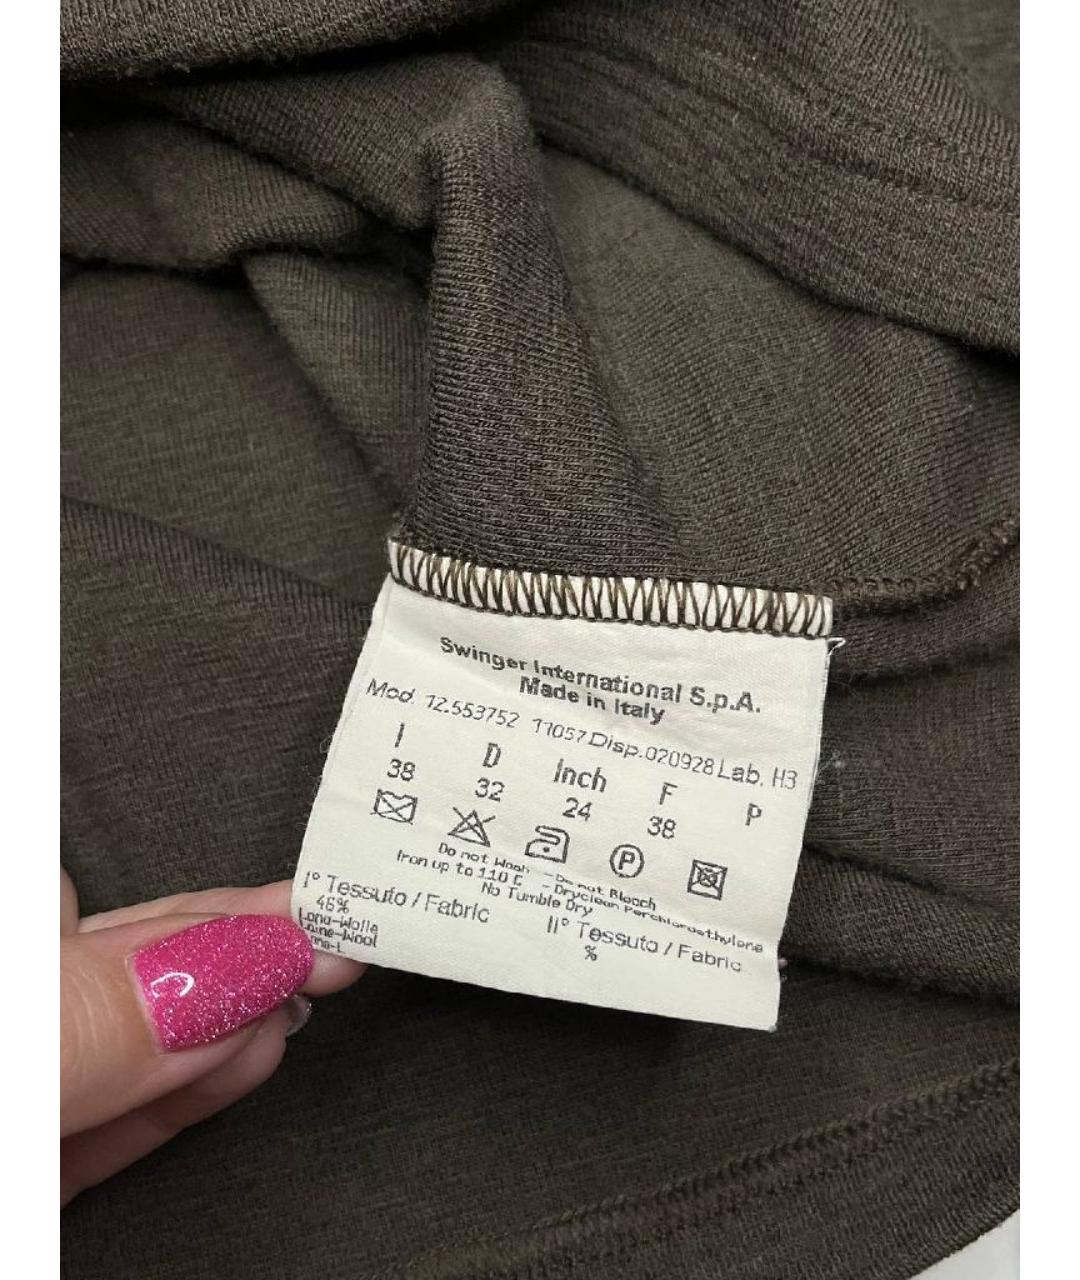 Swinger International S.p.A.
Made in Italy
Mod. 12.553752 11057 Disp.020928 Lab. H3
I D Inch F P
38 32 24 38
P
Do not Wash - Do not Bleach
Iron up to 110 C - Dryclean Perchloroethylene
No Tumble Dry
I° Tessuto / Fabric II° Tessuto / Fabric
46% %
Lana-Wolle
Laine-Wool